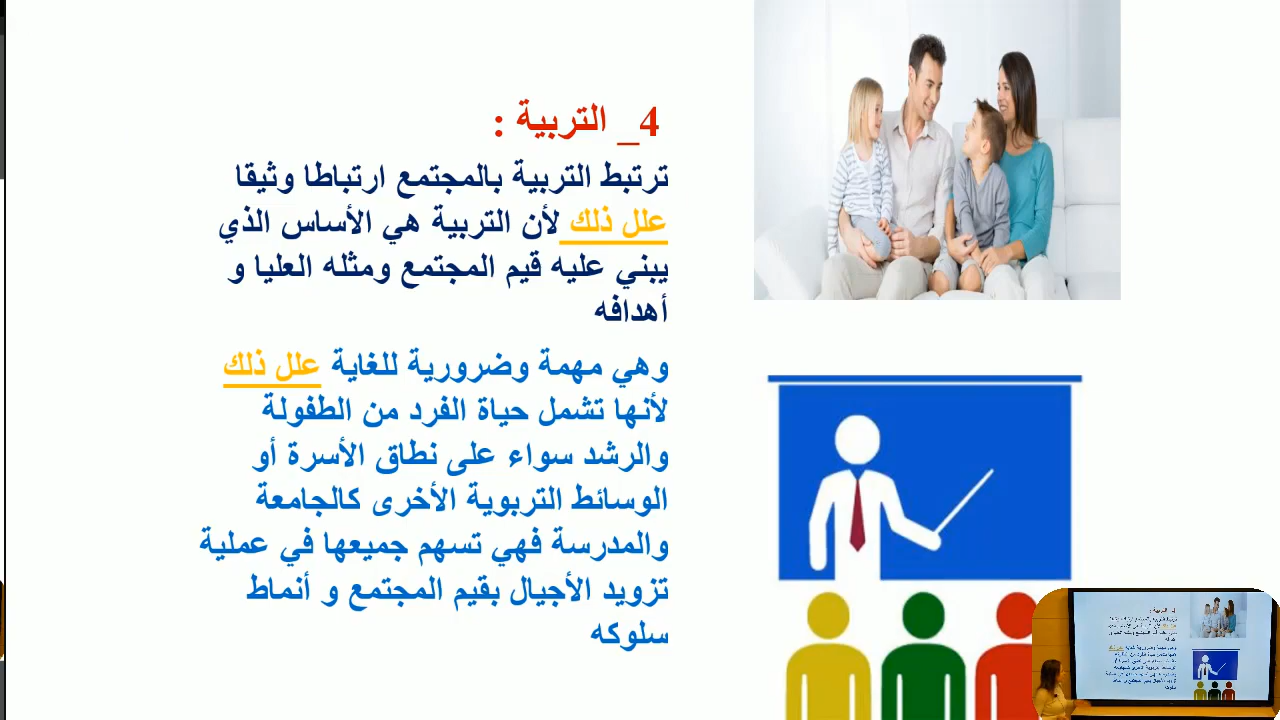 4_ التربية :
ترتبط التربية بالمجتمع ارتباطا وثيقا
علل ذلك لأن التربية هي الأساس الذي
يبني عليه قيم المجتمع ومثله العليا و
أهدافه
وهي مهمة وضرورية للغاية علل ذلك
لأنها تشمل حياة الفرد من الطفولة
والرشد سواء على نطاق الأسرة أو
الوسائط التربوية الأخرى كالجامعة
والمدرسة فهي تسهم جميعها في عملية
تزويد الأجيال بقيم المجتمع و أنماط
سلوكه